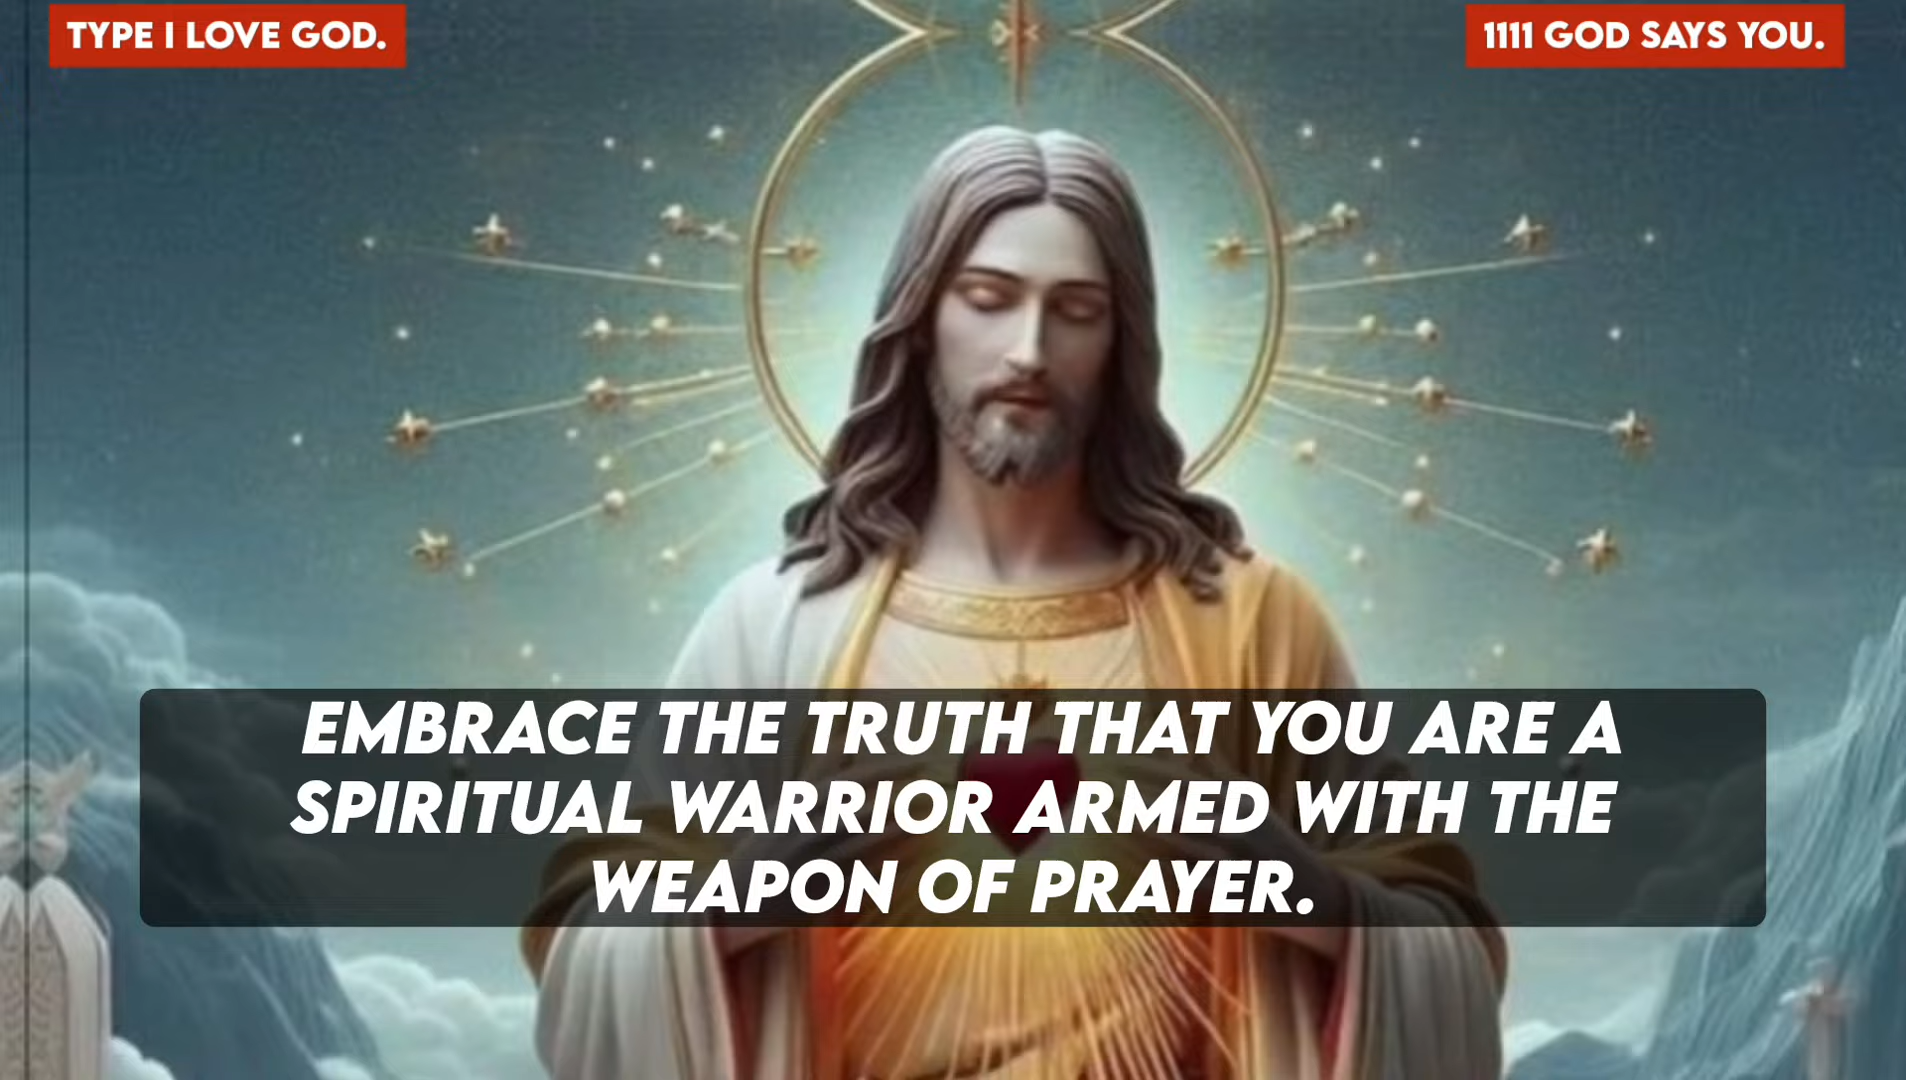 TYPE I LOVE GOD.
1111 GOD SAYS YOU.
EMBRACE THE TRUTH THAT YOU ARE A
SPIRITUAL WARRIOR ARMED WITH THE
WEAPON OF PRAYER.